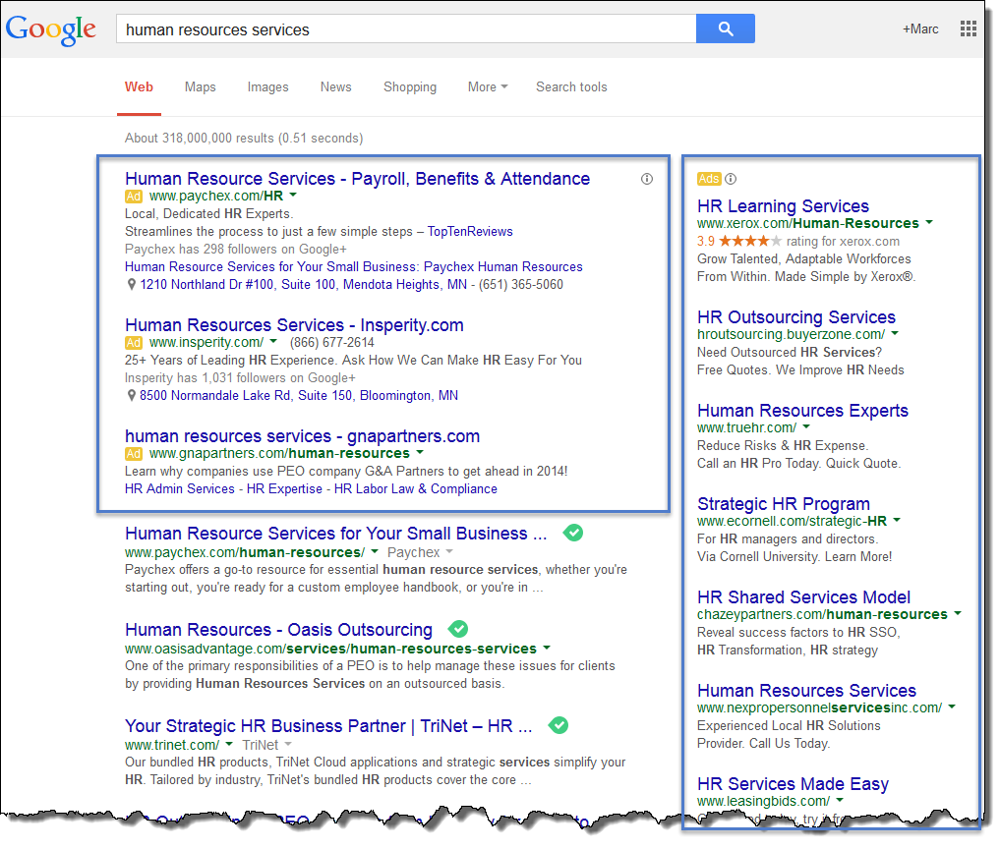 Google
human resources services
+Marc
Web Maps Images News Shopping More Search tools
About 318,000,000 results (0.51 seconds)
Human Resource Services - Payroll, Benefits & Attendance
Ad www.paychex.com/HR
Local, Dedicated HR Experts.
Streamlines the process to just a few simple steps – TopTenReviews
Paychex has 298 followers on Google+
Human Resource Services for Your Small Business: Paychex Human Resources
1210 Northland Dr #100, Suite 100, Mendota Heights, MN - (651) 365-5060
Human Resources Services - Insperity.com
Ad www.insperity.com/ (866) 677-2614
25+ Years of Leading HR Experience. Ask How We Can Make HR Easy For You
Insperity has 1,031 followers on Google+
8500 Normandale Lake Rd, Suite 150, Bloomington, MN
human resources services - gnapartners.com
Ad www.gnapartners.com/human-resources
Learn why companies use PEO company G&A Partners to get ahead in 2014!
HR Admin Services - HR Expertise - HR Labor Law & Compliance
Human Resource Services for Your Small Business ...
www.paychex.com/human-resources/ Paychex
Paychex offers a go-to resource for essential human resource services, whether you're
starting out, you're ready for a custom employee handbook, or you're in ...
Human Resources - Oasis Outsourcing
www.oasisadvantage.com/services/human-resources-services
One of the primary responsibilities of a PEO is to help manage these issues for clients
by providing Human Resources Services on an outsourced basis.
Your Strategic HR Business Partner | TriNet – HR ...
www.trinet.com/ TriNet
Our bundled HR products, TriNet Cloud applications and strategic services simplify your
HR. Tailored by industry, TriNet's bundled HR products cover the core ...
Ads
HR Learning Services
www.xerox.com/Human-Resources
3.9 rating for xerox.com
Grow Talented, Adaptable Workforces
From Within. Made Simple by Xerox®.
HR Outsourcing Services
hroutsourcing.buyerzone.com/
Need Outsourced HR Services?
Free Quotes. We Improve HR Needs
Human Resources Experts
www.truehr.com/
Reduce Risks & HR Expense.
Call an HR Pro Today. Quick Quote.
Strategic HR Program
www.ecornell.com/strategic-HR
For HR managers and directors.
Via Cornell University. Learn More!
HR Shared Services Model
chazeypartners.com/human-resources
Reveal success factors to HR SSO,
HR Transformation, HR strategy
Human Resources Services
www.nexpropersonnelservicesinc.com/
Experienced Local HR Solutions
Provider. Call Us Today.
HR Services Made Easy
www.leasingbids.com/